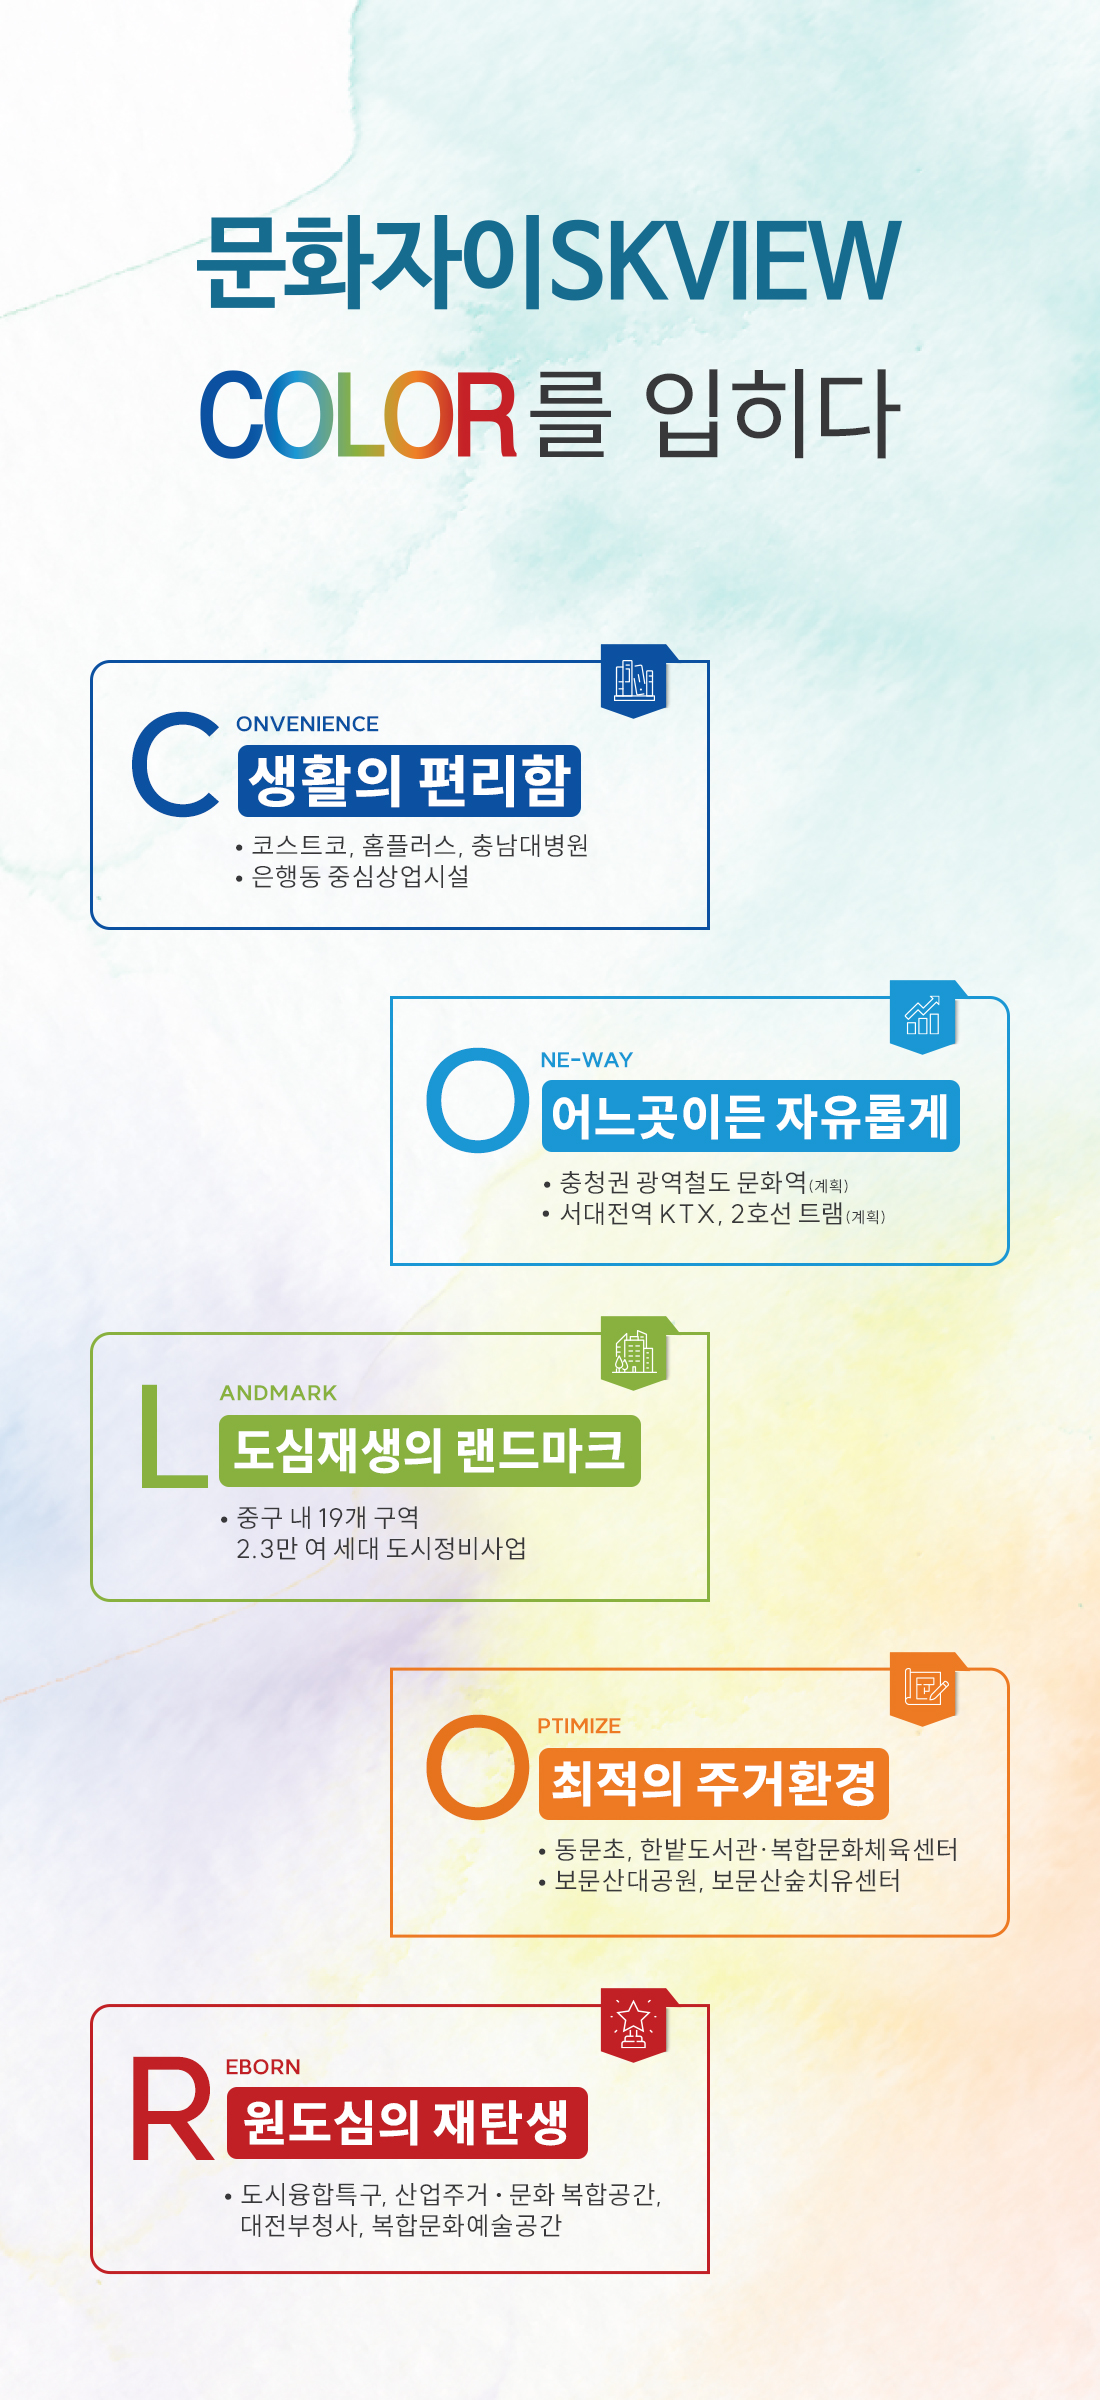 문화자이SKVIEW
COLOR를 입히다
CONVENIENCE
생활의 편리함
• 코스트코, 홈플러스, 충남대병원
• 은행동 중심상업시설
ONE-WAY
어느곳이든 자유롭게
• 충청권 광역철도 문화역(계획)
• 서대전역 KTX, 2호선 트램(계획)
LANDMARK
도심재생의 랜드마크
• 중구 내 19개 구역
2.3만 여 세대 도시정비사업
OPTIMIZE
최적의 주거환경
• 동문초, 한밭도서관·복합문화체육센터
• 보문산대공원, 보문산숲치유센터
REBORN
원도심의 재탄생
• 도시융합특구, 산업주거·문화 복합공간,
대전부청사, 복합문화예술공간